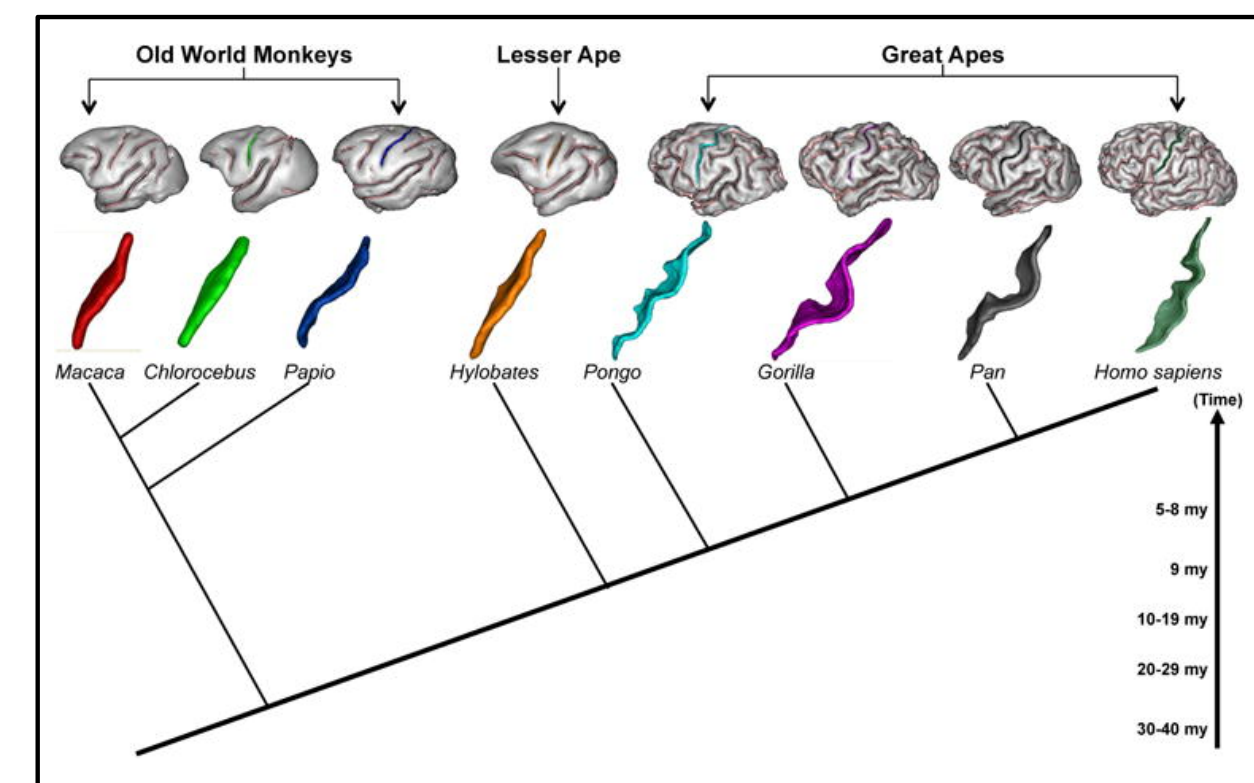 Old World Monkeys Lesser Ape Great Apes
Macaca Chlorocebus Papio Hylobates Pongo Gorilla Pan Homo sapiens
(Time)
5-8 my
9 my
10-19 my
20-29 my
30-40 my